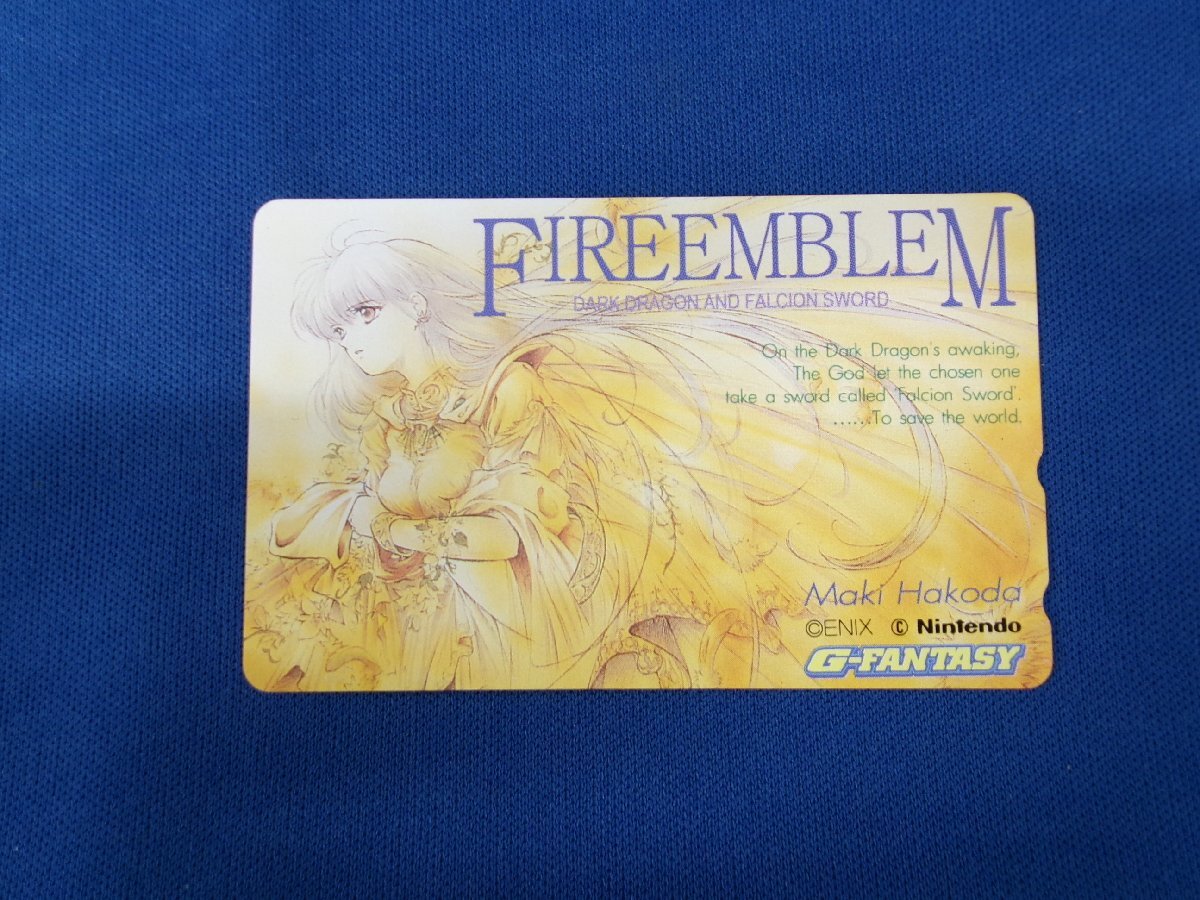 FIREEMBLEM
DARK DRAGON AND FALCION SWORD
On the Dark Dragon's awaking,
The God let the chosen one
take a sword called 'Falcion Sword'.
......To save the world.
Maki Hakoda
©ENIX © Nintendo
G-FANTASY